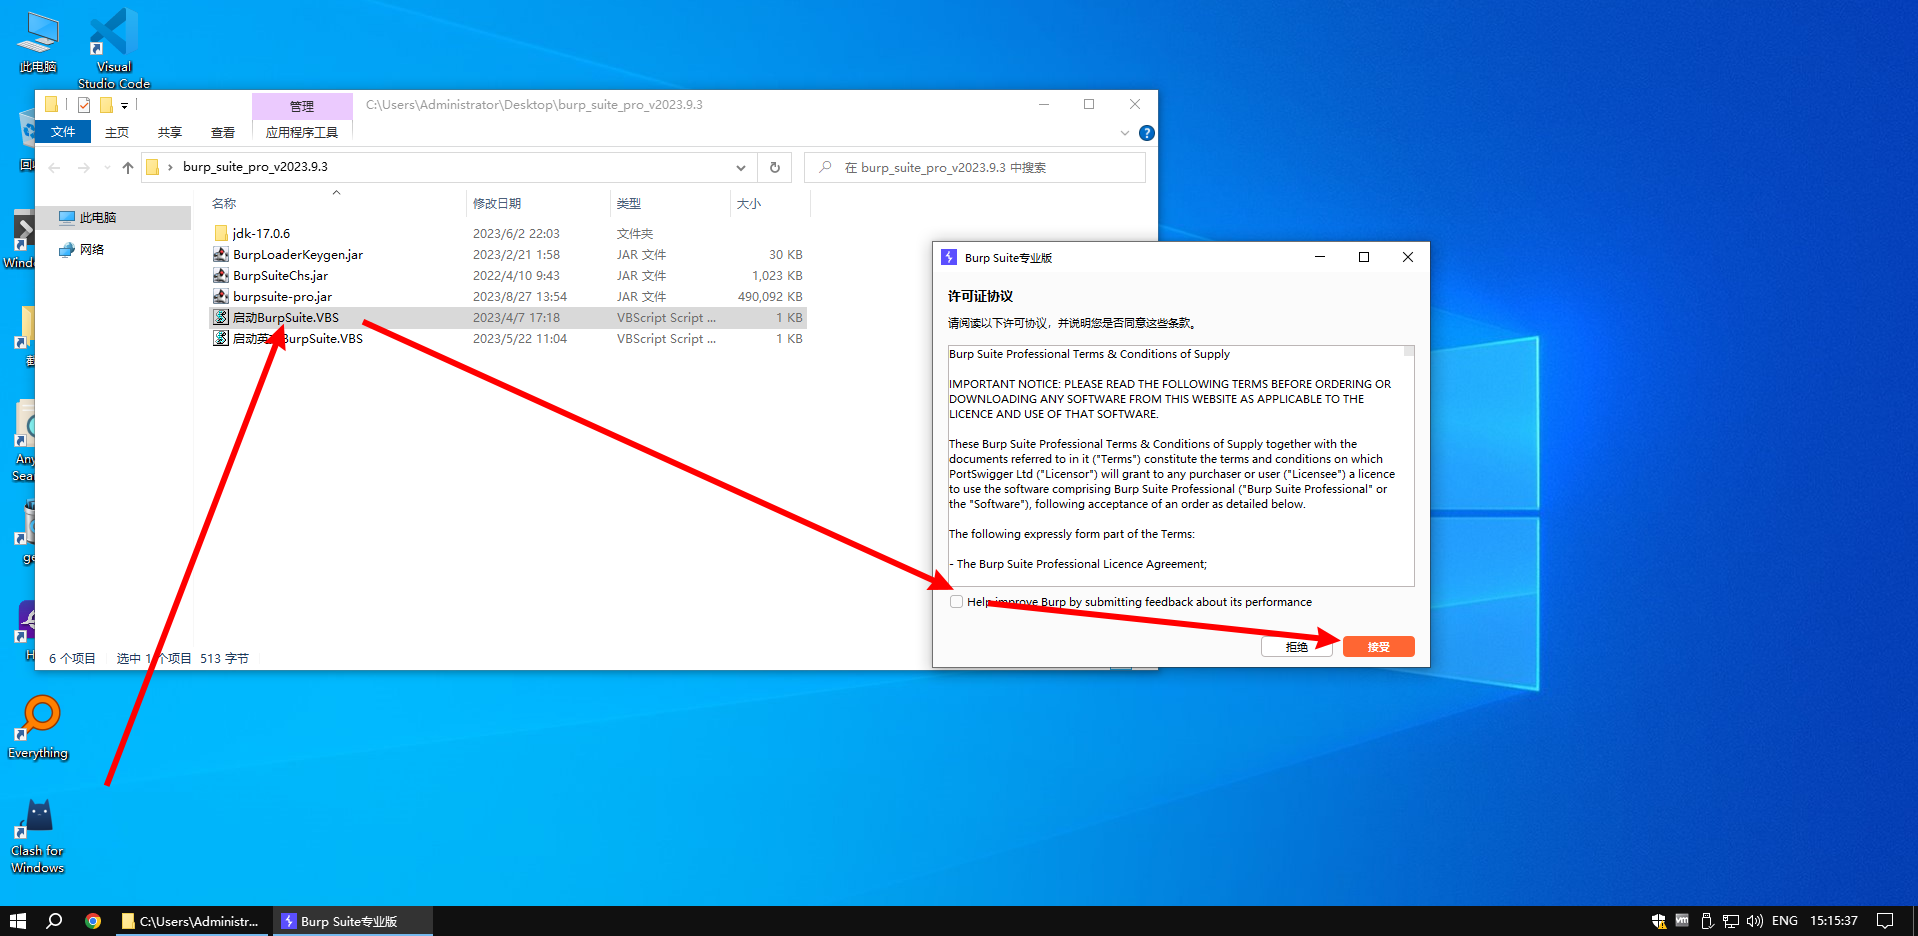 此电脑
Visual
Studio Code
管理
C:\Users\Administrator\Desktop\burp_suite_pro_v2023.9.3
文件
主页
共享
查看
应用程序工具
burp_suite_pro_v2023.9.3
在 burp_suite_pro_v2023.9.3 中搜索
名称
修改日期
类型
大小
此电脑
网络
jdk-17.0.6
2023/6/2 22:03
文件夹
BurpLoaderKeygen.jar
2023/2/21 1:58
JAR 文件
30 KB
BurpSuiteChs.jar
2022/4/10 9:43
JAR 文件
1,023 KB
burpsuite-pro.jar
2023/8/27 13:54
JAR 文件
490,092 KB
启动BurpSuite.VBS
2023/4/7 17:18
VBScript Script ...
1 KB
启动英 BurpSuite.VBS
2023/5/22 11:04
VBScript Script ...
1 KB
6 个项目
选中 1 个项目
513 字节
Burp Suite专业版
许可证协议
请阅读以下许可协议，并说明您是否同意这些条款。
Burp Suite Professional Terms & Conditions of Supply
IMPORTANT NOTICE: PLEASE READ THE FOLLOWING TERMS BEFORE ORDERING OR
DOWNLOADING ANY SOFTWARE FROM THIS WEBSITE AS APPLICABLE TO THE
LICENCE AND USE OF THAT SOFTWARE.
These Burp Suite Professional Terms & Conditions of Supply together with the
documents referred to in it ("Terms") constitute the terms and conditions on which
PortSwigger Ltd ("Licensor") will grant to any purchaser or user ("Licensee") a licence
to use the software comprising Burp Suite Professional ("Burp Suite Professional" or
the "Software"), following acceptance of an order as detailed below.
The following expressly form part of the Terms:
- The Burp Suite Professional Licence Agreement;
Help improve Burp by submitting feedback about its performance
拒绝
接受
回
Wind
Any
Sear
ge
H
Everything
Clash for
Windows
C:\Users\Administr...
Burp Suite专业版
vm
ENG
15:15:37